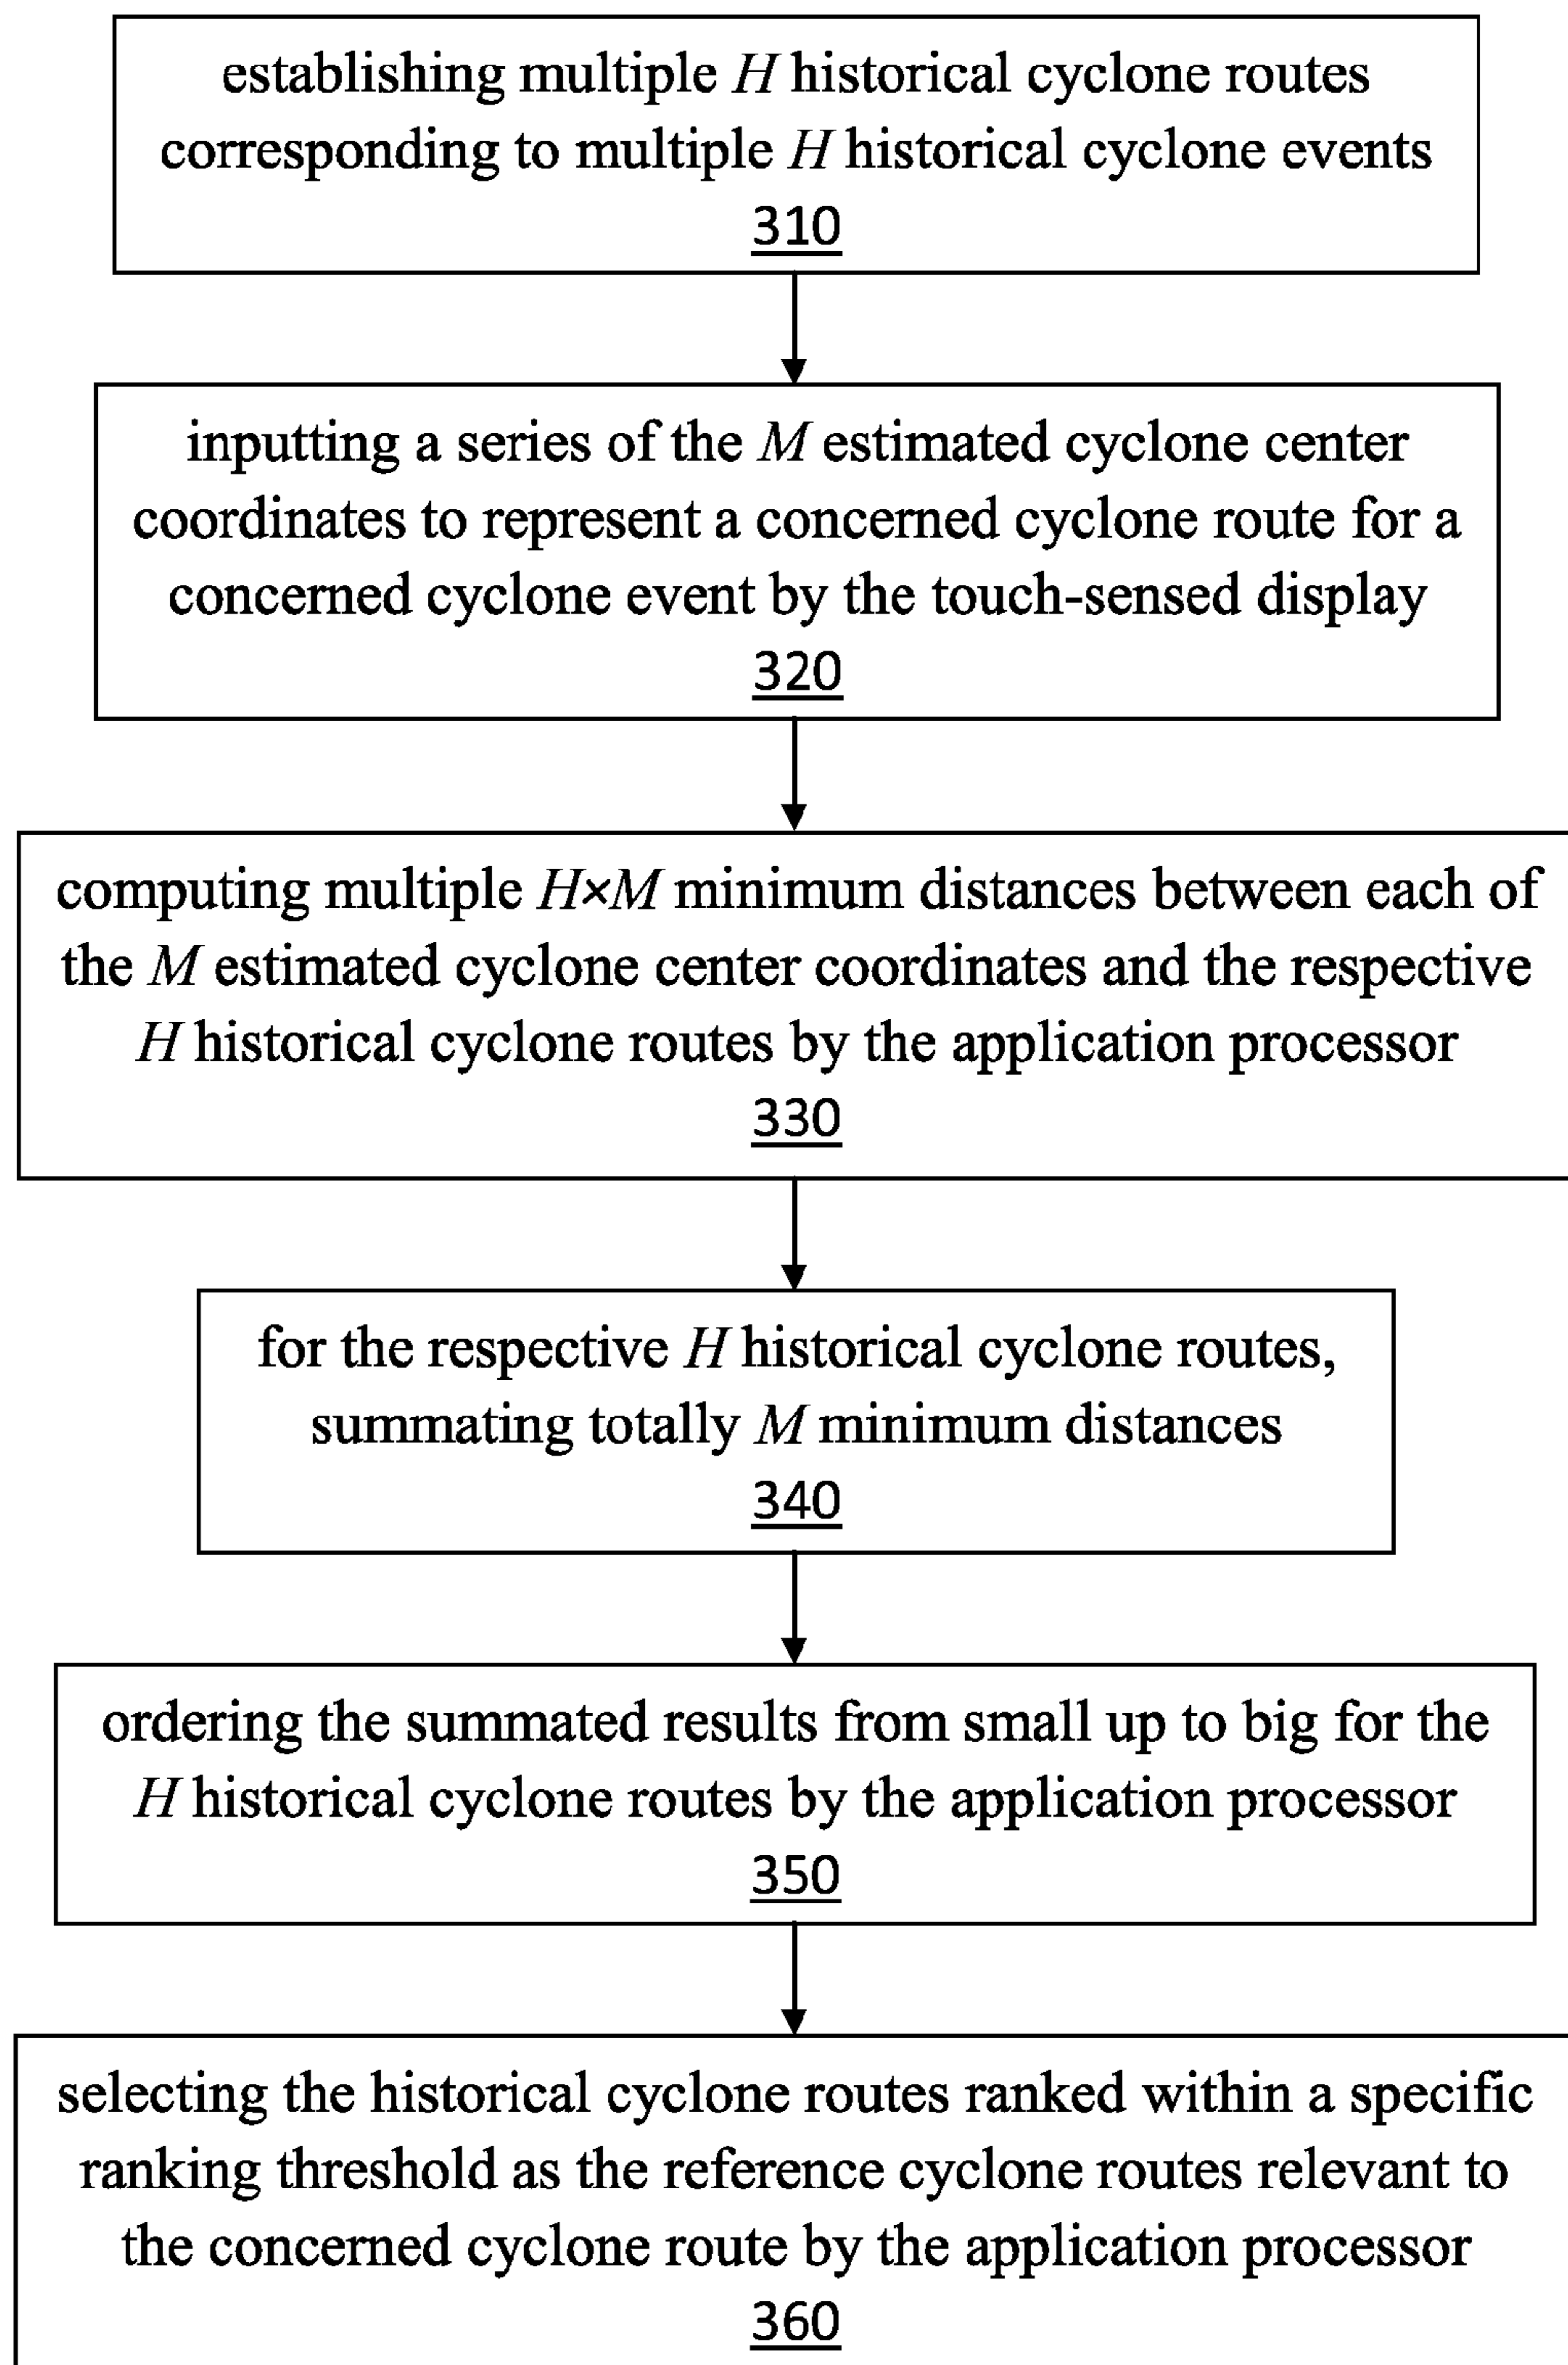 establishing multiple H historical cyclone routes
corresponding to multiple H historical cyclone events
310
inputting a series of the M estimated cyclone center
coordinates to represent a concerned cyclone route for a
concerned cyclone event by the touch-sensed display
320
computing multiple H×M minimum distances between each of
the M estimated cyclone center coordinates and the respective
H historical cyclone routes by the application processor
330
for the respective H historical cyclone routes,
summating totally M minimum distances
340
ordering the summated results from small up to big for the
H historical cyclone routes by the application processor
350
selecting the historical cyclone routes ranked within a specific
ranking threshold as the reference cyclone routes relevant to
the concerned cyclone route by the application processor
360